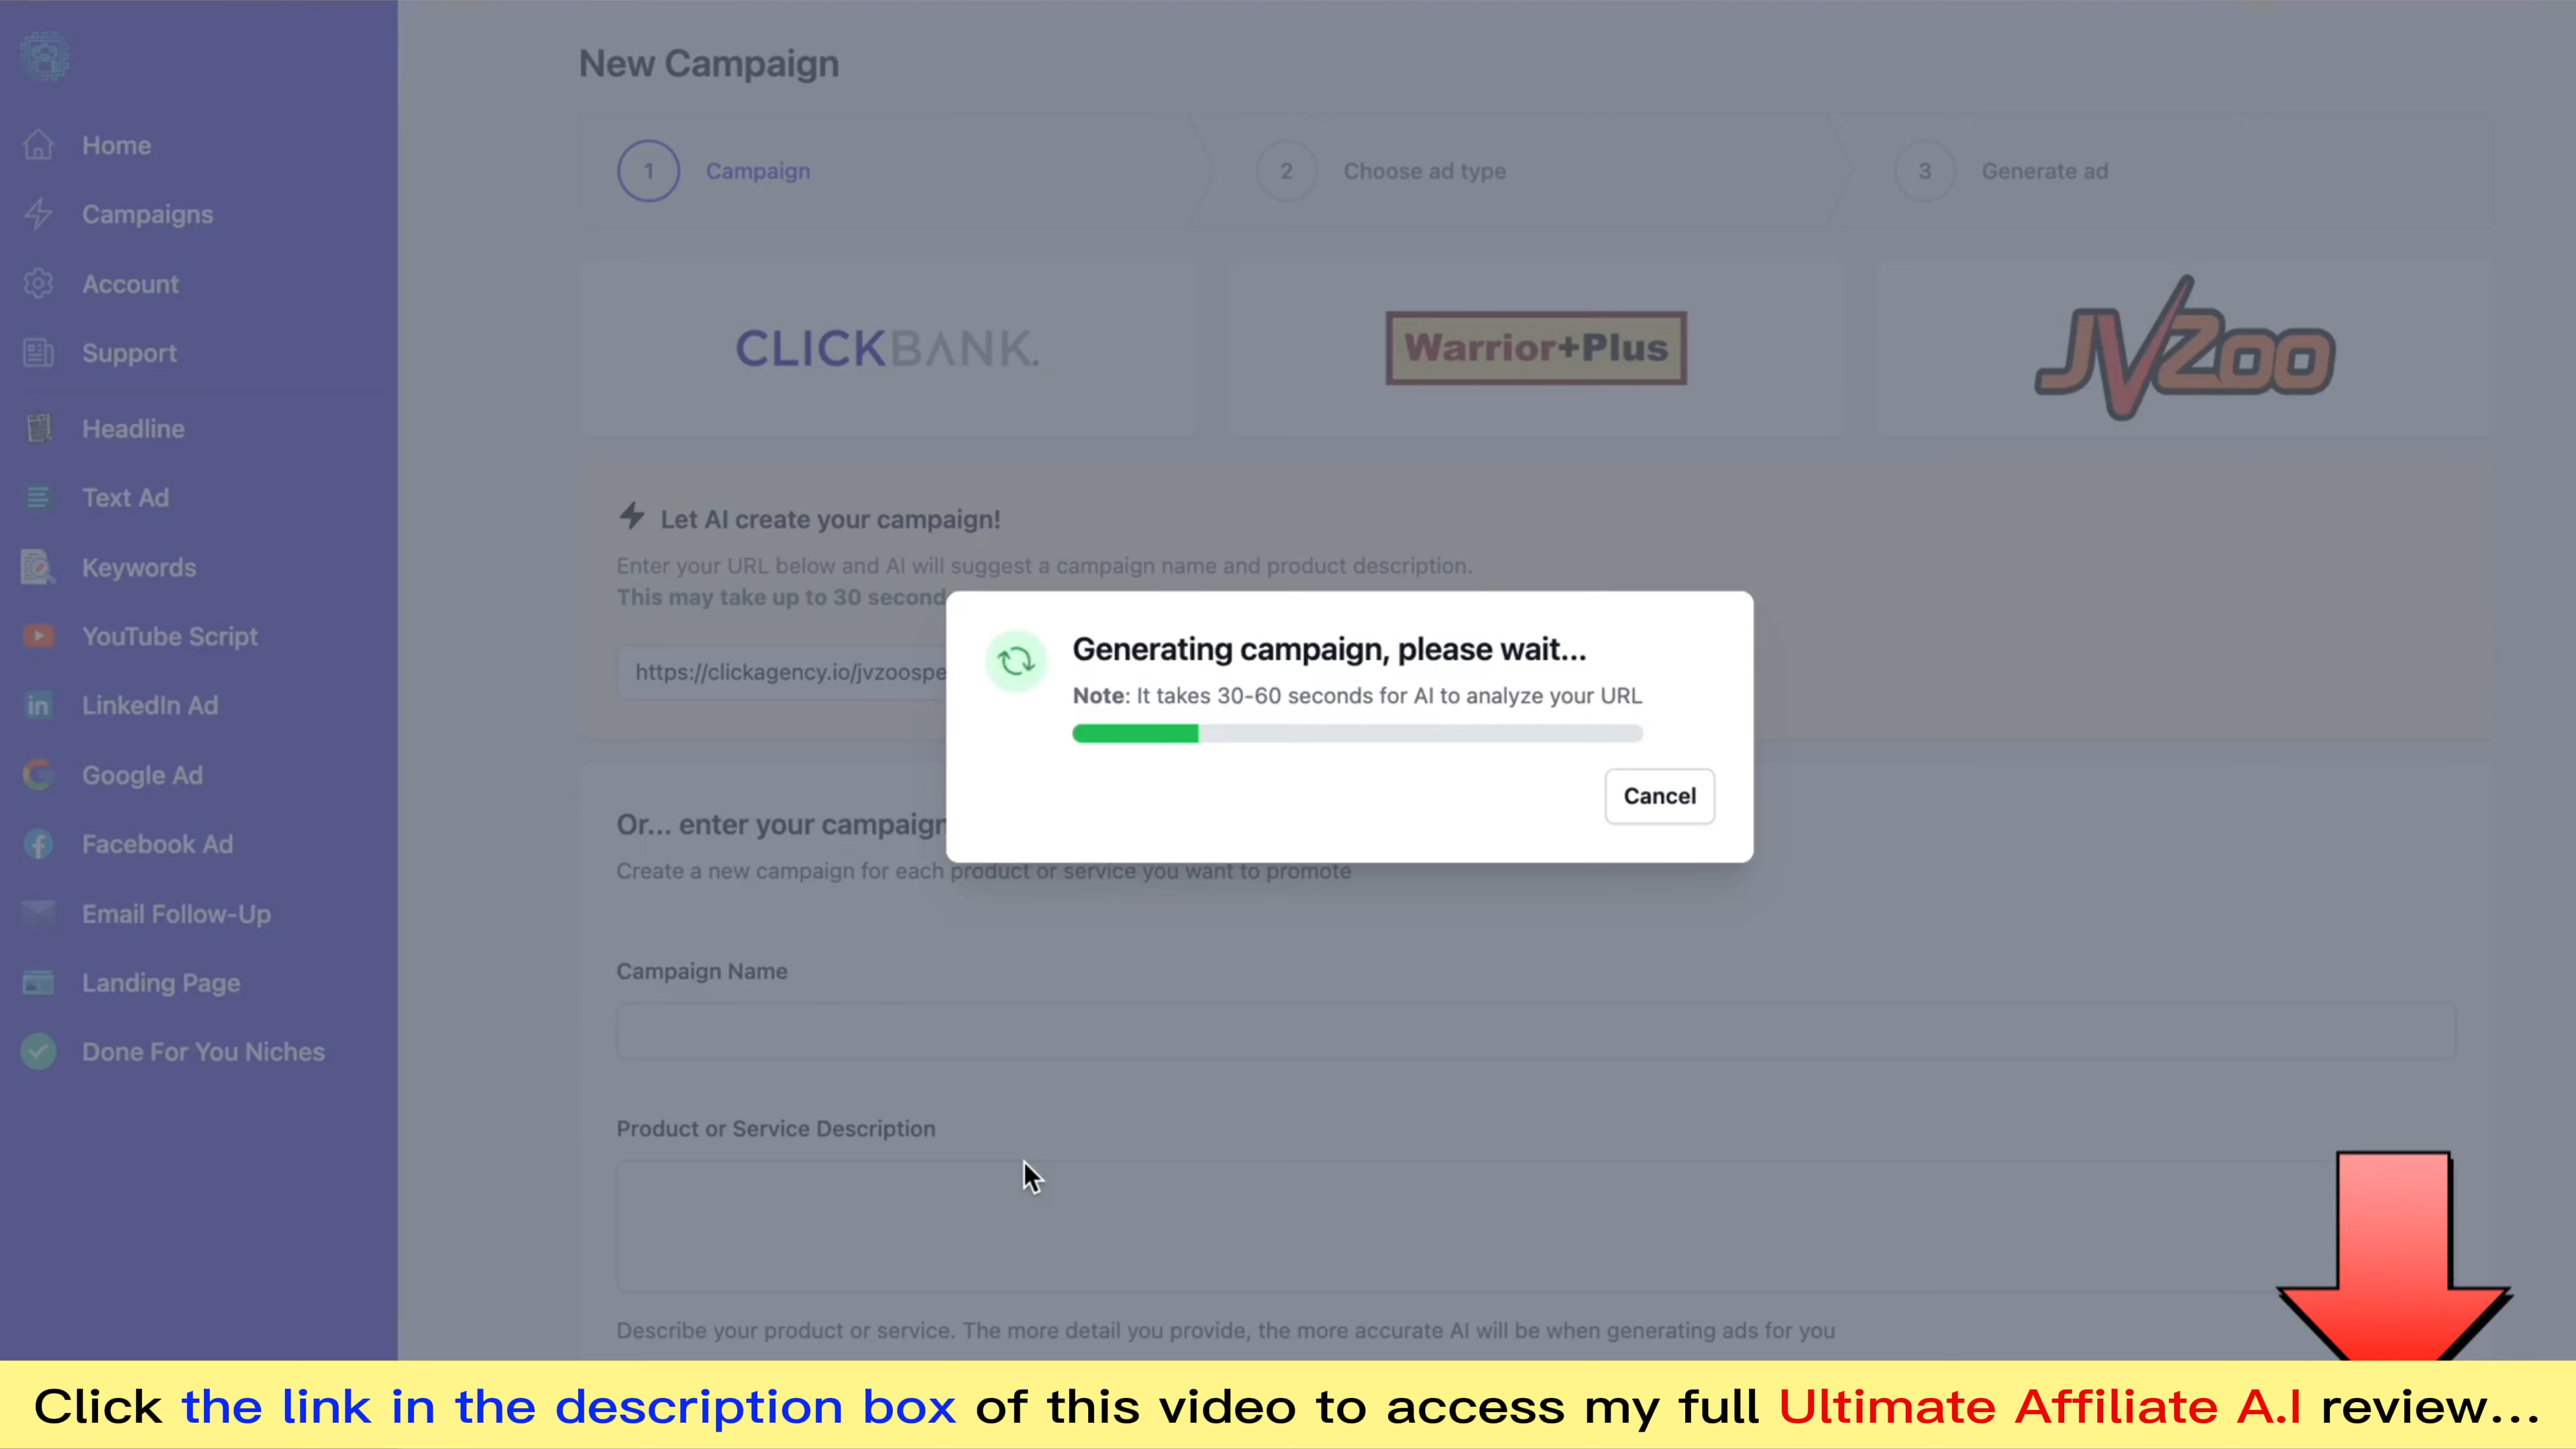 New Campaign
Home
Campaigns
Account
Support
Headline
Text Ad
Keywords
YouTube Script
LinkedIn Ad
Google Ad
Facebook Ad
Email Follow-Up
Landing Page
Done For You Niches
1 Campaign
2 Choose ad type
3 Generate ad
CLICKBANK.
Warrior+Plus
JVZoo
Let AI create your campaign!
Enter your URL below and AI will suggest a campaign name and product description.
This may take up to 30 second
https://clickagency.io/jvzoospe
Generating campaign, please wait...
Note: It takes 30-60 seconds for AI to analyze your URL
Cancel
Or... enter your campaign
Create a new campaign for each product or service you want to promote
Campaign Name
Product or Service Description
Describe your product or service. The more detail you provide, the more accurate AI will be when generating ads for you
Click the link in the description box of this video to access my full Ultimate Affiliate A.I review...